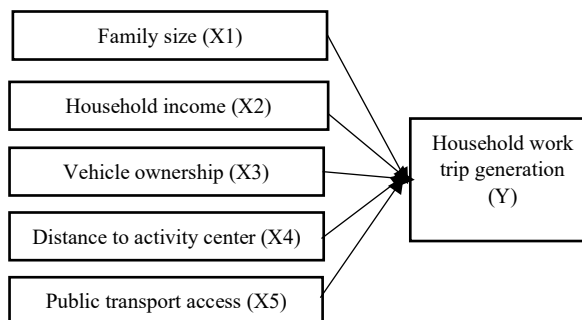 Family size (X1)
Household income (X2)
Vehicle ownership (X3)
Distance to activity center (X4)
Public transport access (X5)
Household work
trip generation
(Y)